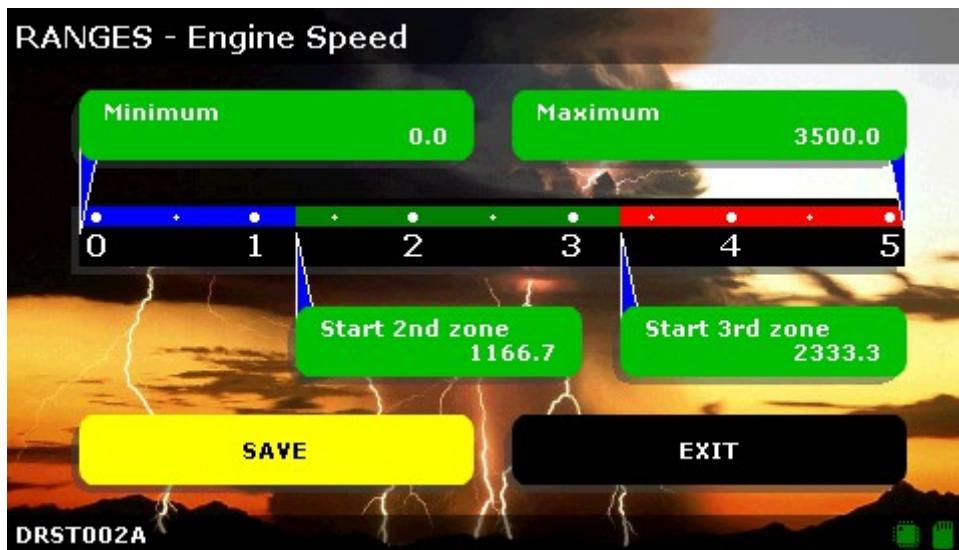 RANGES - Engine Speed
Minimum
0.0
Maximum
3500.0
0 1 2 3 4 5
Start 2nd zone
1166.7
Start 3rd zone
2333.3
SAVE
EXIT
DRST002A